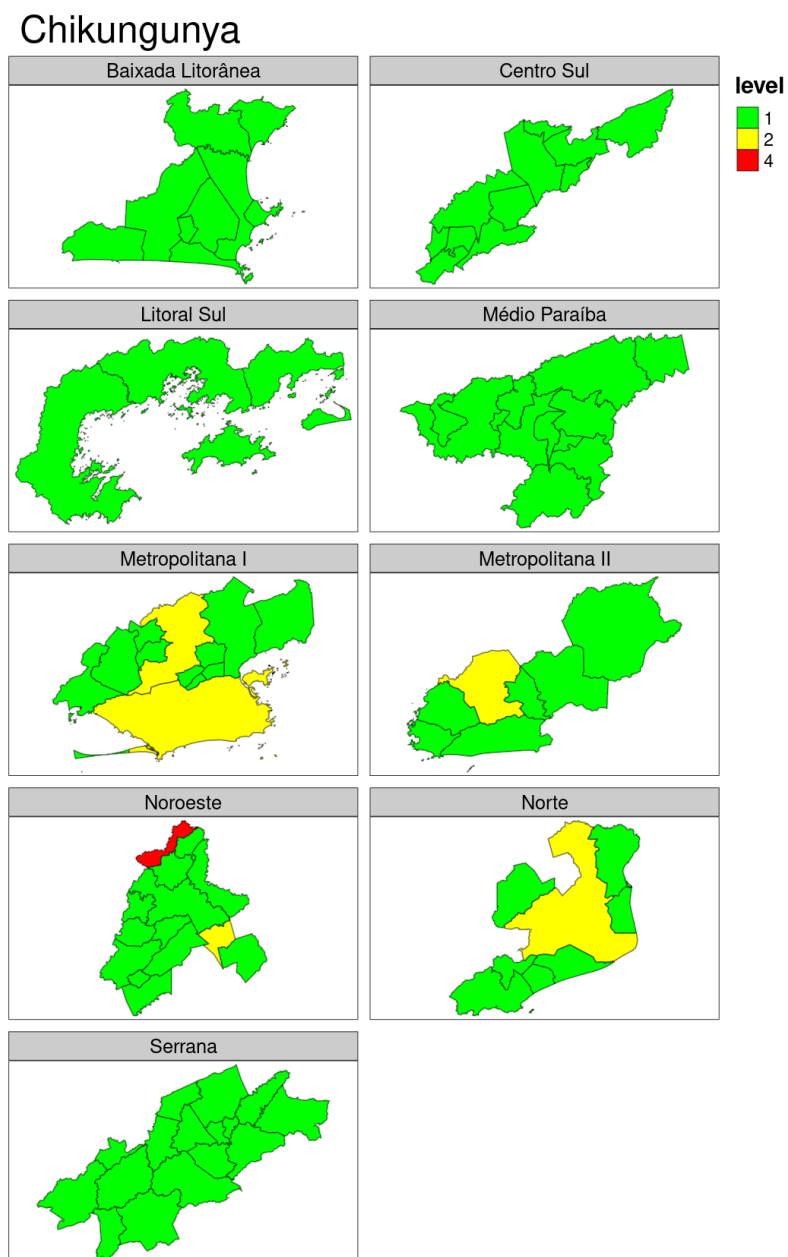 Chikungunya
Baixada Litorânea
Centro Sul
level
1
2
4
Litoral Sul
Médio Paraíba
Metropolitana I
Metropolitana II
Noroeste
Norte
Serrana